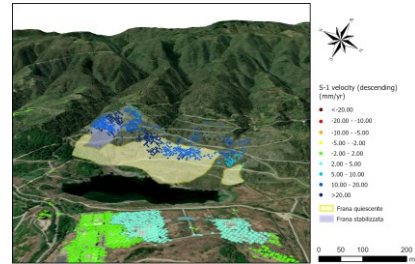 S-1 velocity (descending)
(mm/yr)
<-20.00
-20.00 - -10.00
-10.00 - -5.00
-5.00 - -2.00
-2.00 - 2.00
2.00 - 5.00
5.00 - 10.00
10.00 - 20.00
>20.00
Frana quiescente
Frana stabilizzata
0 50 100 200
m